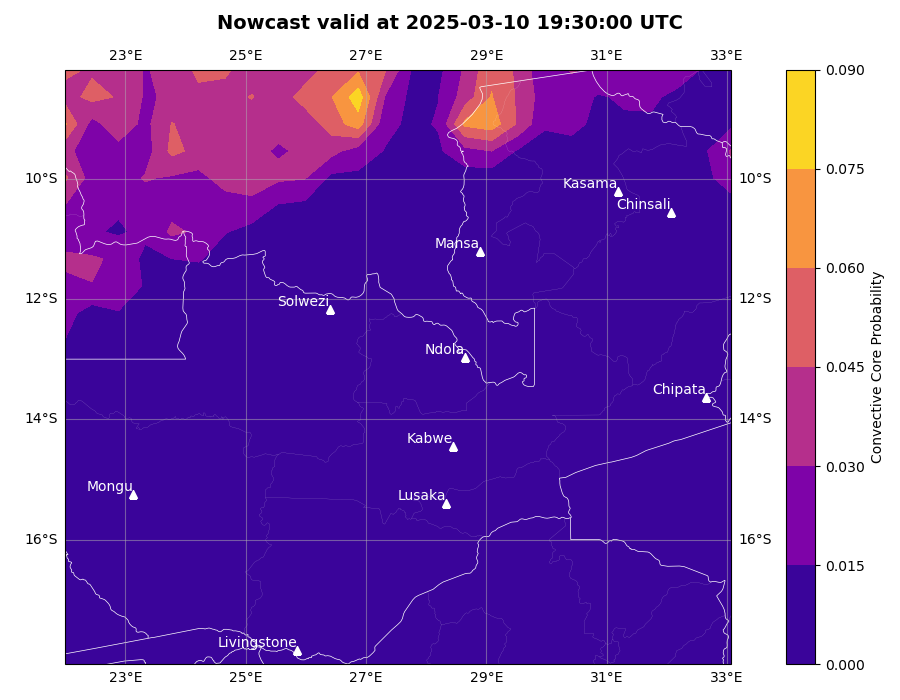 Nowcast valid at 2025-03-10 19:30:00 UTC
23°E 25°E 27°E 29°E 31°E 33°E
0.090
0.075
10°S 10°S
Kasama
Chinsali
Mansa
0.060
12°S 12°S
Solwezi
Ndola
0.045
Chipata
14°S 14°S
Kabwe
0.030
Mongu
Lusaka
16°S 16°S
0.015
Livingstone
0.000
Convective Core Probability
23°E 25°E 27°E 29°E 31°E 33°E